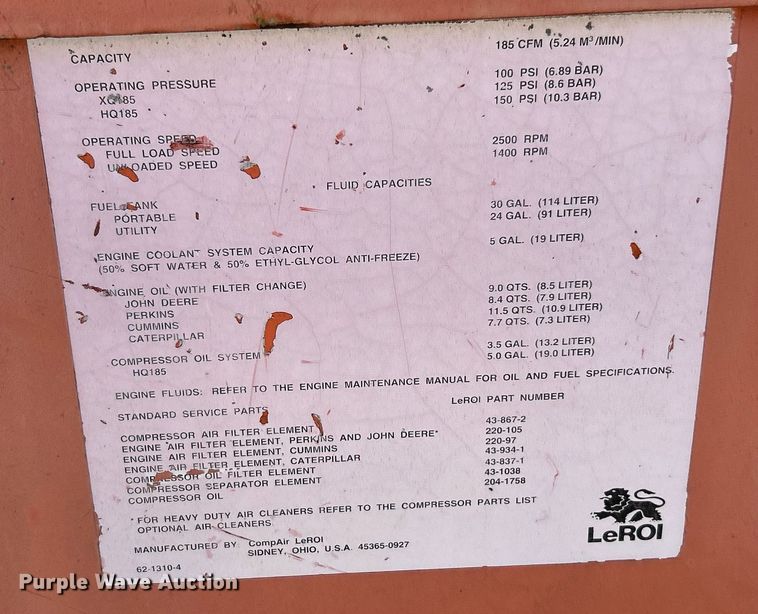 CAPACITY 185 CFM (5.24 M³/MIN)
OPERATING PRESSURE 100 PSI (6.89 BAR)
XQ185 125 PSI (8.6 BAR)
HQ185 150 PSI (10.3 BAR)
OPERATING SPEED
FULL LOAD SPEED 2500 RPM
UNLOADED SPEED 1400 RPM
FLUID CAPACITIES
FUEL TANK
PORTABLE 30 GAL. (114 LITER)
UTILITY 24 GAL. (91 LITER)
ENGINE COOLANT SYSTEM CAPACITY 5 GAL. (19 LITER)
(50% SOFT WATER & 50% ETHYL-GLYCOL ANTI-FREEZE)
ENGINE OIL (WITH FILTER CHANGE)
JOHN DEERE 9.0 QTS. (8.5 LITER)
PERKINS 8.4 QTS. (7.9 LITER)
CUMMINS 11.5 QTS. (10.9 LITER)
CATERPILLAR 7.7 QTS. (7.3 LITER)
COMPRESSOR OIL SYSTEM 3.5 GAL. (13.2 LITER)
HQ185 5.0 GAL. (19.0 LITER)
ENGINE FLUIDS: REFER TO THE ENGINE MAINTENANCE MANUAL FOR OIL AND FUEL SPECIFICATIONS.
STANDARD SERVICE PARTS LeROI PART NUMBER
COMPRESSOR AIR FILTER ELEMENT 43-867-2
ENGINE AIR FILTER ELEMENT, PERKINS AND JOHN DEERE* 220-105
ENGINE AIR FILTER ELEMENT, CUMMINS 220-97
ENGINE AIR FILTER ELEMENT, CATERPILLAR 43-934-1
COMPRESSOR OIL FILTER ELEMENT 43-837-1
COMPRESSOR SEPARATOR ELEMENT 43-1038
COMPRESSOR OIL 204-1758
*FOR HEAVY DUTY AIR CLEANERS REFER TO THE COMPRESSOR PARTS LIST
OPTIONAL AIR CLEANERS
MANUFACTURED BY: CompAir LeROI
SIDNEY, OHIO, U.S.A. 45365-0927
62-1310-4
LeROI
Purple Wave Auction